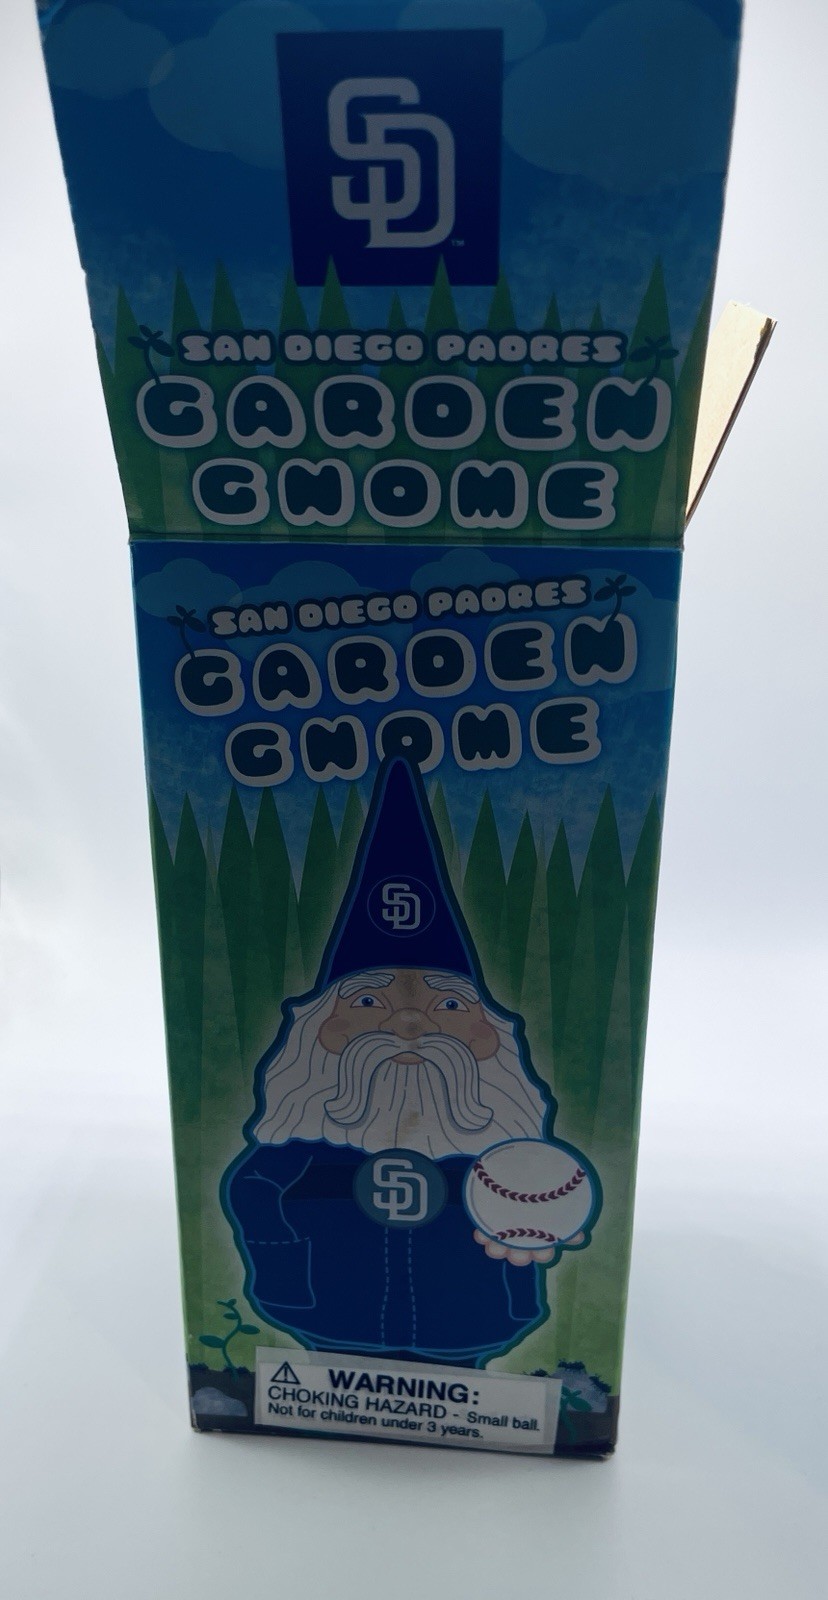 SD™
SAN DIEGO PADRES
GARDEN
GNOME
SAN DIEGO PADRES
GARDEN
GNOME
SD
SD
WARNING:
CHOKING HAZARD - Small ball.
Not for children under 3 years.